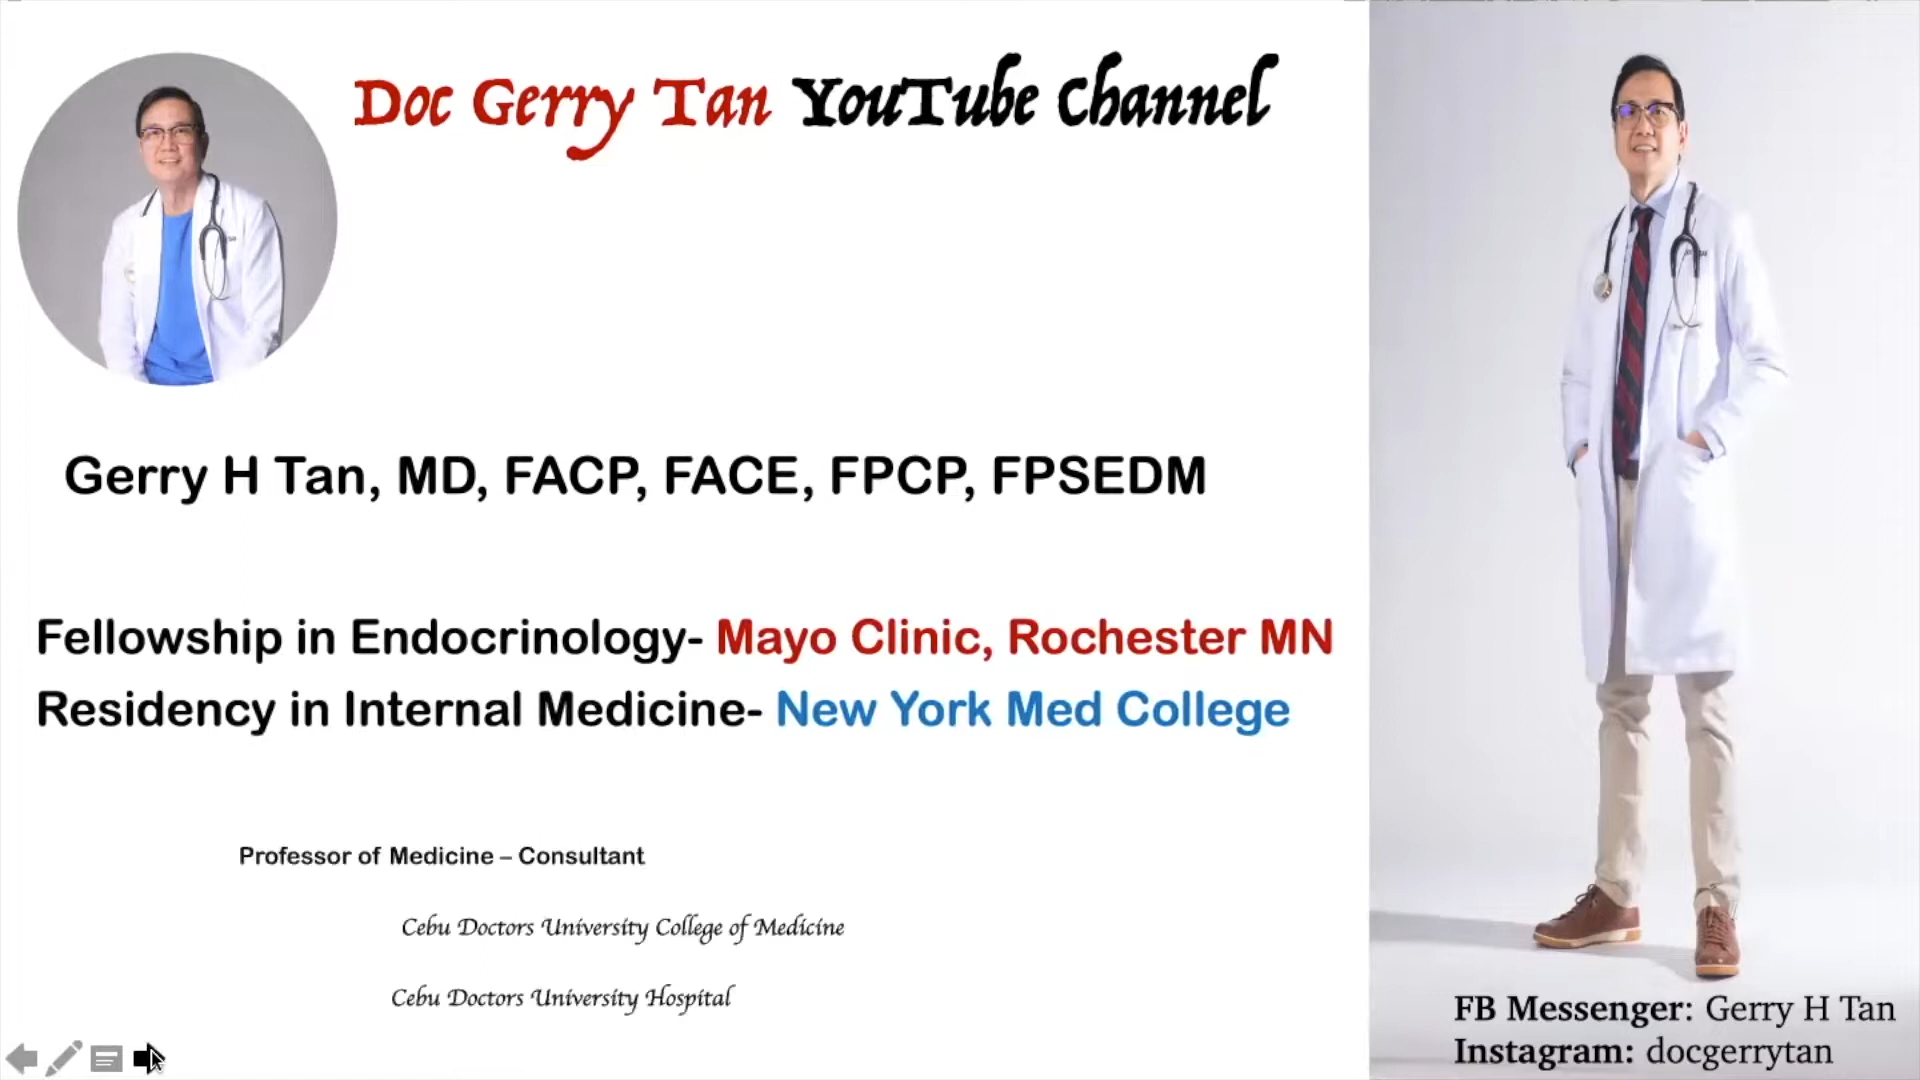 Doc Gerry Tan YouTube Channel
Gerry H Tan, MD, FACP, FACE, FPCP, FPSEDM
Fellowship in Endocrinology- Mayo Clinic, Rochester MN
Residency in Internal Medicine- New York Med College
Professor of Medicine – Consultant
Cebu Doctors University College of Medicine
Cebu Doctors University Hospital
FB Messenger: Gerry H Tan
Instagram: docgerrytan